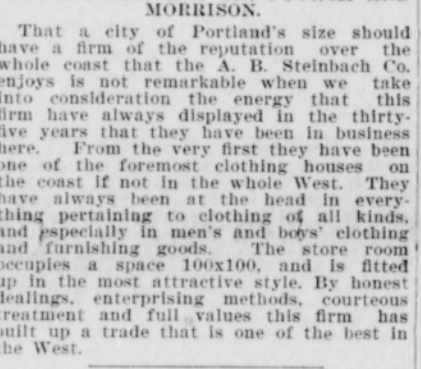 MORRISON.
That a city of Portland's size should
have a firm of the reputation over the
whole coast that the A. B. Steinbach Co.
enjoys is not remarkable when we take
into consideration the energy that this
firm have always displayed in the thirty-
five years that they have been in business
here. From the very first they have been
one of the foremost clothing houses on
the coast if not in the whole West. They
have always been at the head in every-
thing pertaining to clothing of all kinds,
and especially in men's and boys' clothing
and furnishing goods. The store room
occupies a space 100x100, and is fitted
up in the most attractive style. By honest
dealings, enterprising methods, courteous
treatment and full values this firm has
built up a trade that is one of the best in
the West.